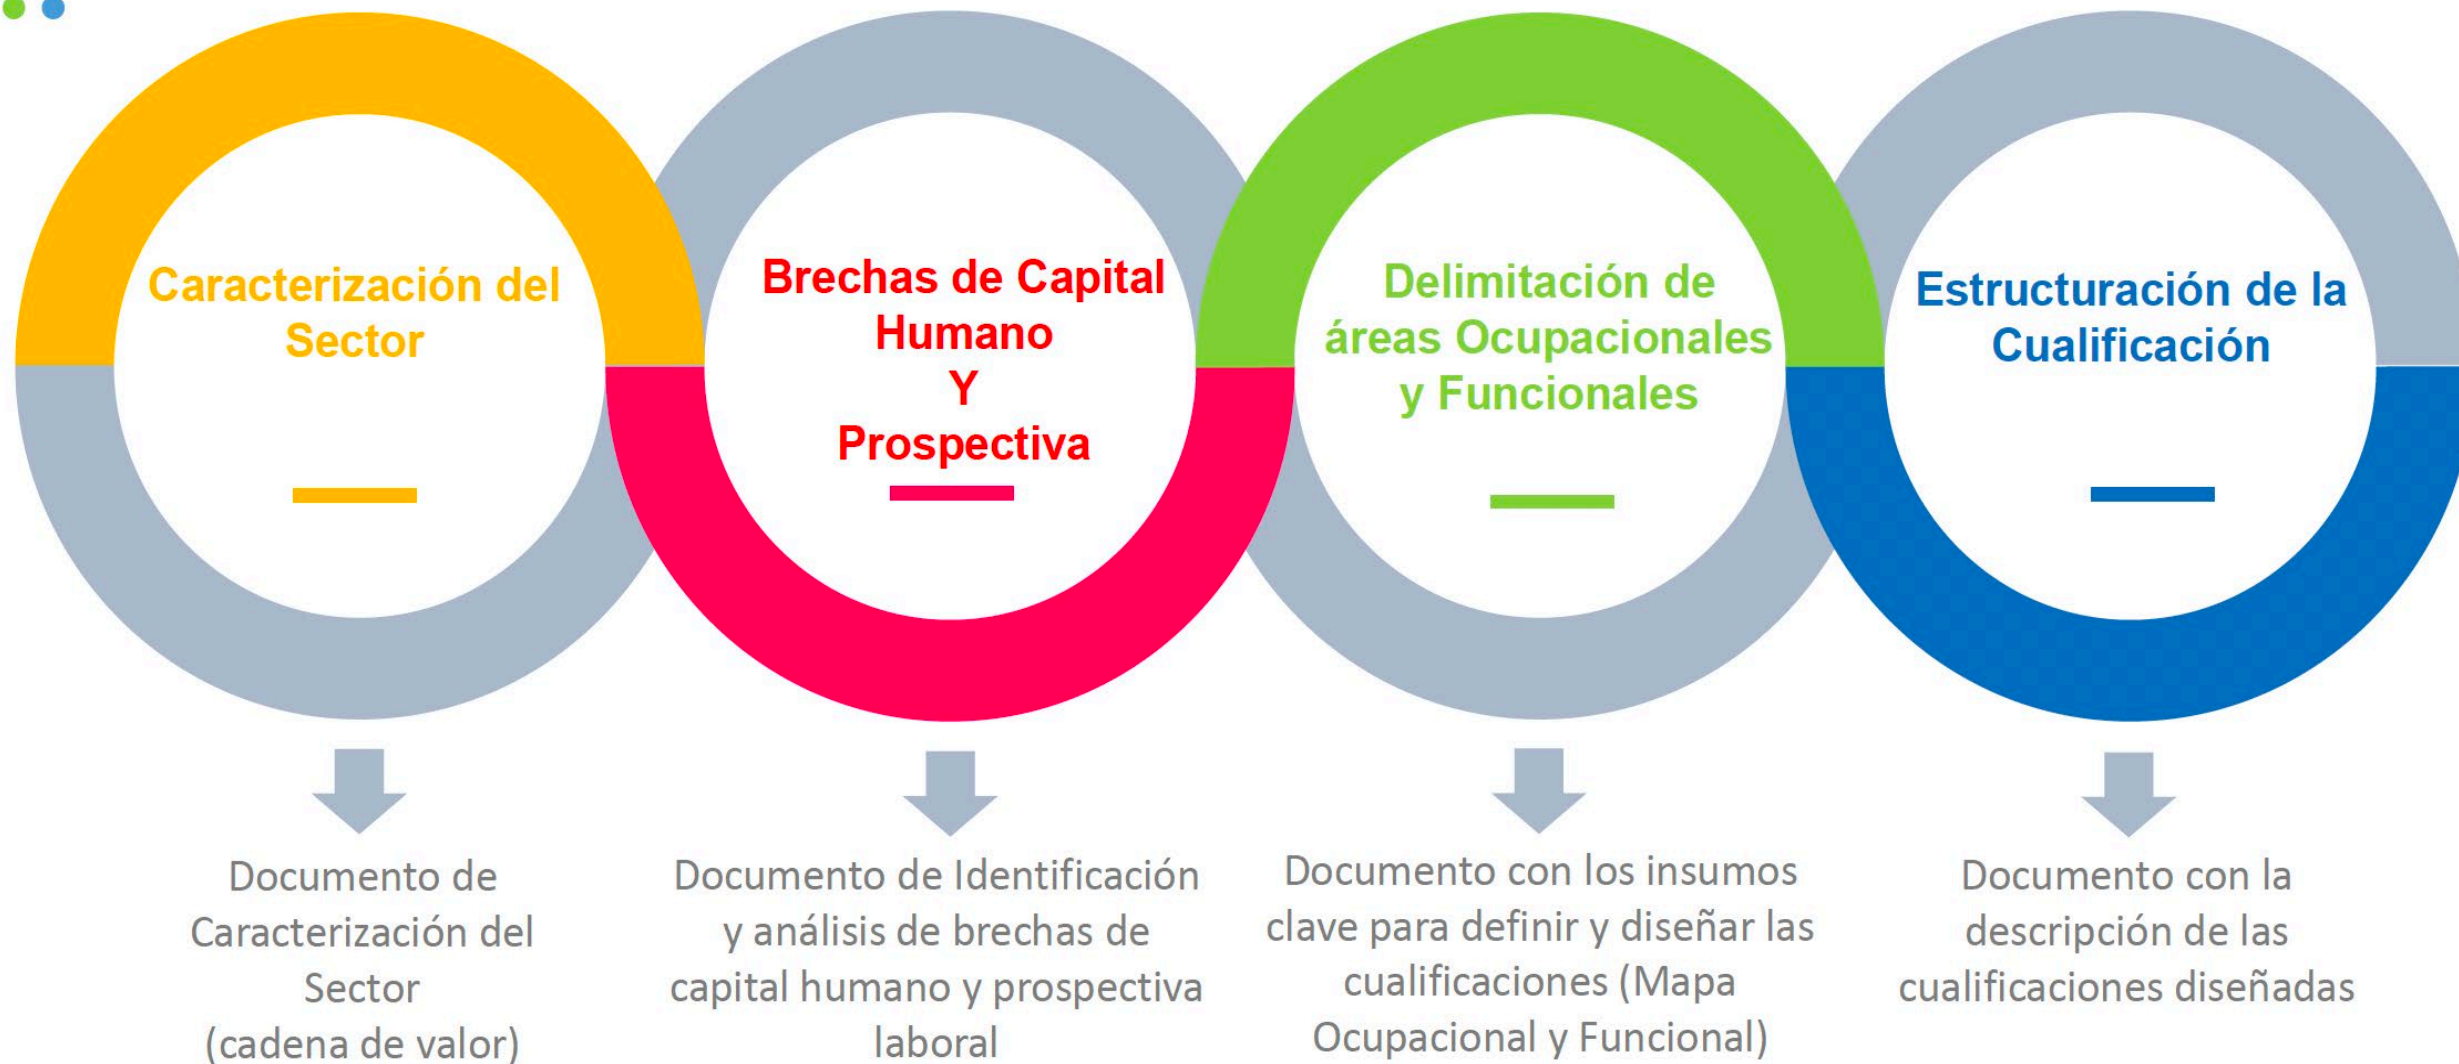 Caracterización del
Sector
Brechas de Capital
Humano
Y
Prospectiva
Delimitación de
áreas Ocupacionales
y Funcionales
Estructuración de la
Cualificación
Documento de
Caracterización del
Sector
(cadena de valor)
Documento de Identificación
y análisis de brechas de
capital humano y prospectiva
laboral
Documento con los insumos
clave para definir y diseñar las
cualificaciones (Mapa
Ocupacional y Funcional)
Documento con la
descripción de las
cualificaciones diseñadas